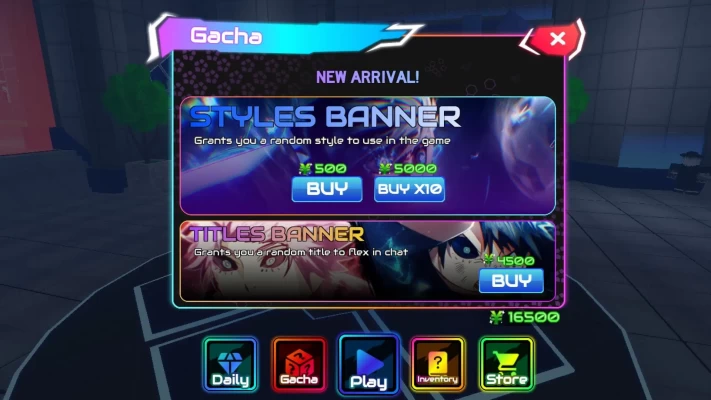 Gacha
NEW ARRIVAL!
STYLES BANNER
Grants you a random style to use in the game
¥500 ¥5000
BUY BUY X10
TITLES BANNER
Grants you a random title to flex in chat
¥4500
BUY
¥16500
Daily Gacha Play Inventory Store